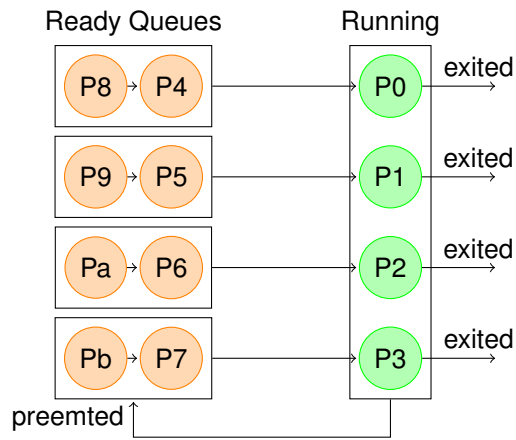 Ready Queues Running
P8 P4 P0 exited
P9 P5 P1 exited
Pa P6 P2 exited
Pb P7 P3 exited
preemted